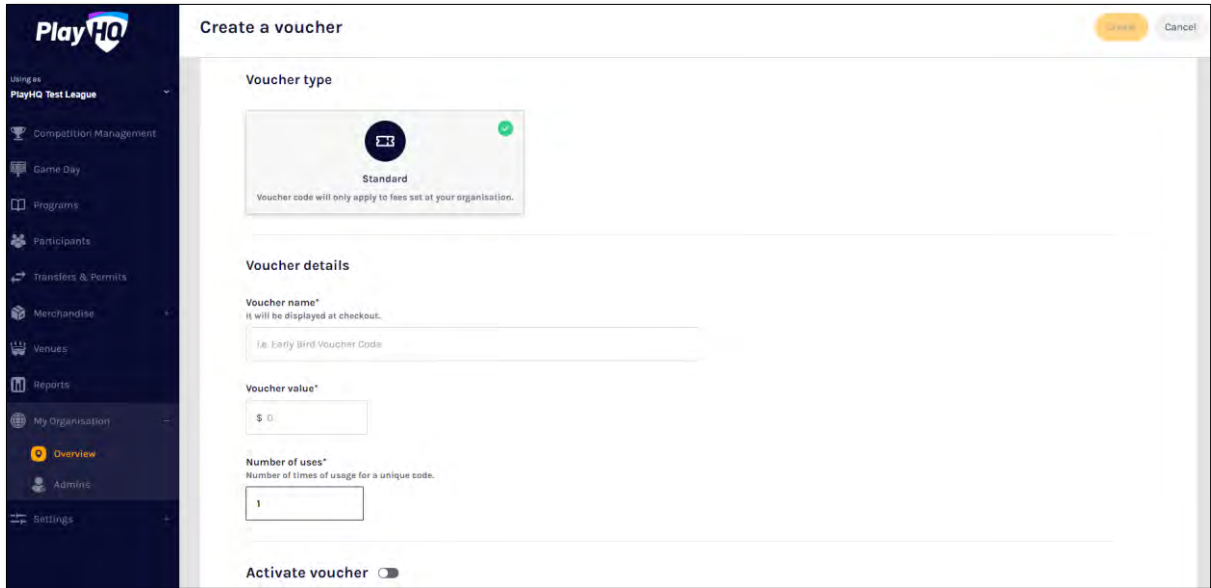 PlayHQ
Create a voucher
Create
Cancel
Using as
PlayHQ Test League
Competition Management
Game Day
Programs
Participants
Transfers & Permits
Merchandise +
Venues
Reports
My Organisation –
Overview
Admins
Settings +
Voucher type
Standard
Voucher code will only apply to fees set at your organisation.
Voucher details
Voucher name*
It will be displayed at checkout.
i.e. Early Bird Voucher Code
Voucher value*
$ 0
Number of uses*
Number of times of usage for a unique code.
1
Activate voucher